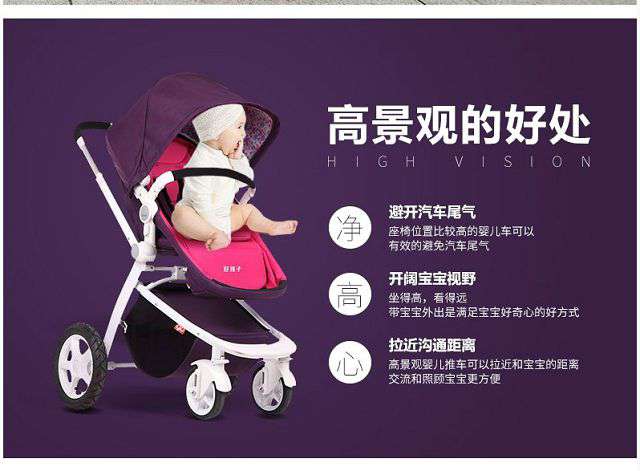 高景观的好处
HIGH VISION
净
避开汽车尾气
座椅位置比较高的婴儿车可以
有效的避免汽车尾气
高
开阔宝宝视野
坐得高，看得远
带宝宝外出是满足宝宝好奇心的好方式
心
拉近沟通距离
高景观婴儿推车可以拉近和宝宝的距离
交流和照顾宝宝更方便
好孩子